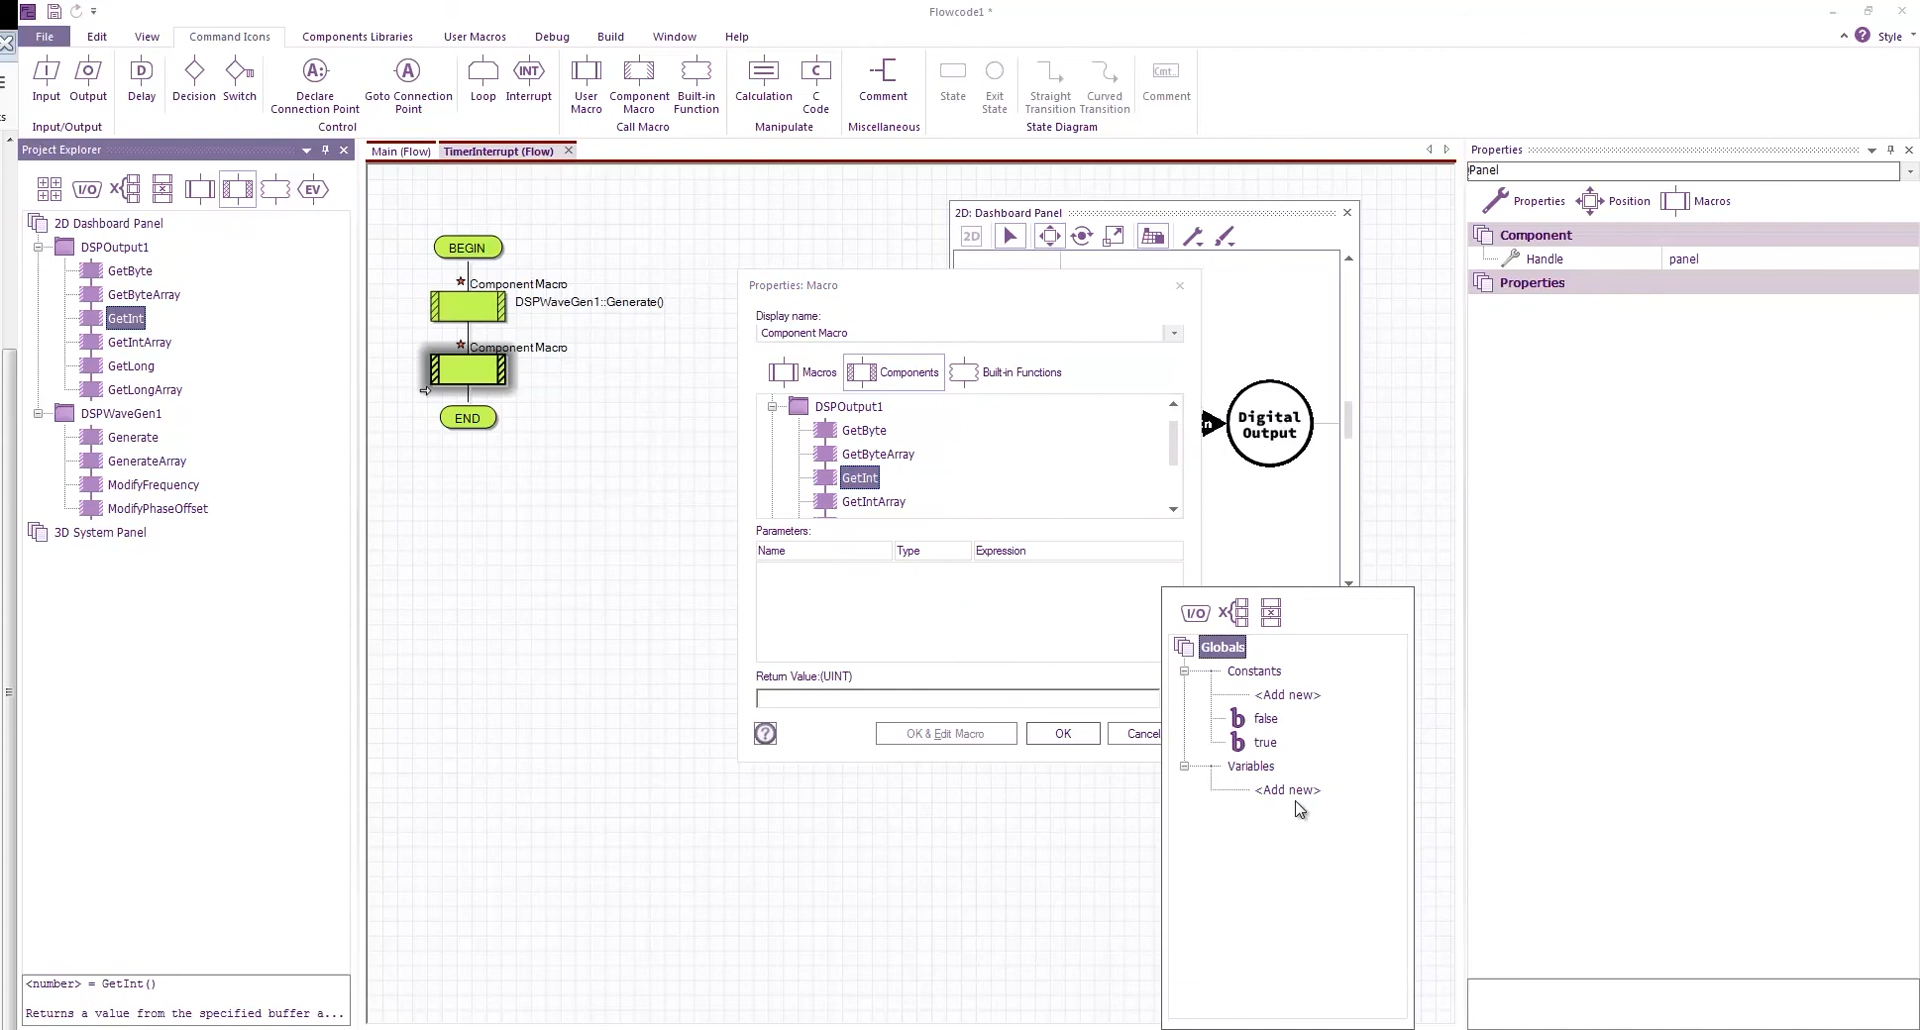 Flowcode1 *
File Edit View Command Icons Components Libraries User Macros Debug Build Window Help Style
Input Output Delay Decision Switch Declare Connection Point Goto Connection Point Loop Interrupt User Macro Component Macro Built-in Function Calculation C Code Comment State Exit State Straight Transition Curved Transition Cmt... Comment
Input/Output Control Call Macro Manipulate Miscellaneous State Diagram
Project Explorer
I/O
EV
2D Dashboard Panel
DSPOutput1
GetByte
GetByteArray
GetInt
GetIntArray
GetLong
GetLongArray
DSPWaveGen1
Generate
GenerateArray
ModifyFrequency
ModifyPhaseOffset
3D System Panel
<number> = GetInt()
Returns a value from the specified buffer a...
Main (Flow) TimerInterrupt (Flow)
BEGIN
Component Macro
DSPWaveGen1::Generate()
Component Macro
END
2D: Dashboard Panel
2D
Digital
Output
Properties: Macro
Display name:
Component Macro
Macros Components Built-in Functions
DSPOutput1
GetByte
GetByteArray
GetInt
GetIntArray
Parameters:
Name Type Expression
Return Value:(UINT)
OK & Edit Macro OK Cancel
I/O
Globals
Constants
<Add new>
false
true
Variables
<Add new>
Properties
Panel
Properties Position Macros
Component
Handle panel
Properties